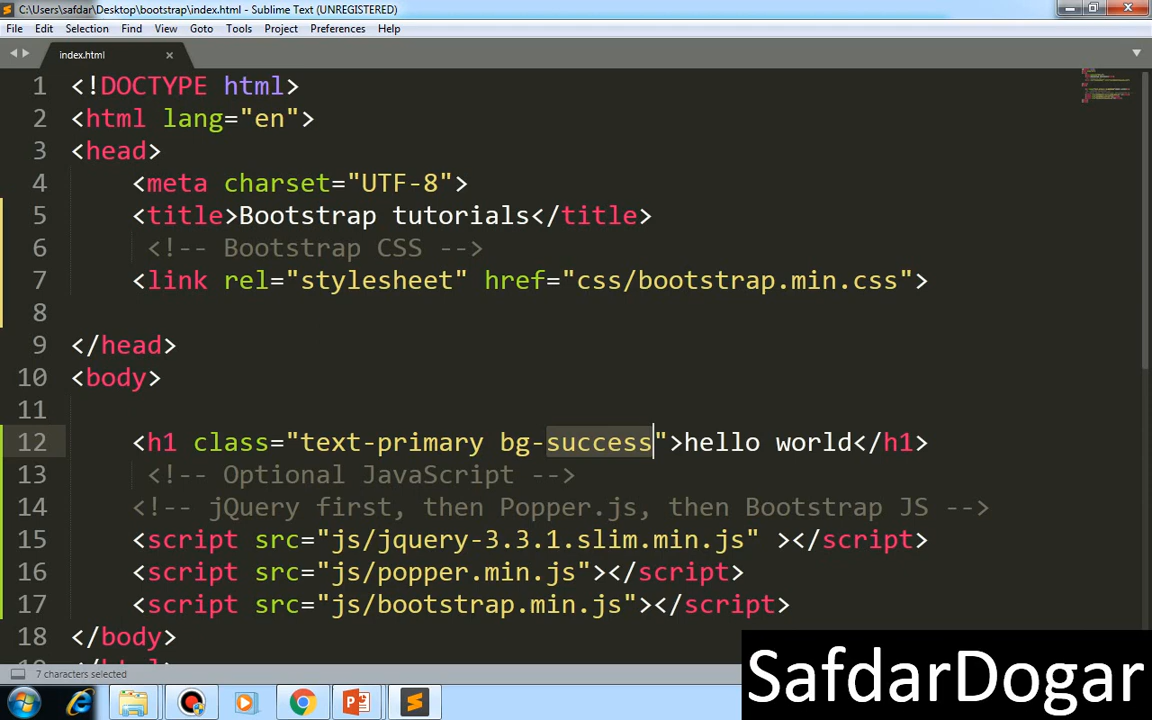 C:\Users\safdar\Desktop\bootstrap\index.html - Sublime Text (UNREGISTERED)
File Edit Selection Find View Goto Tools Project Preferences Help
index.html ×
1 <!DOCTYPE html>
2 <html lang="en">
3 <head>
4 <meta charset="UTF-8">
5 <title>Bootstrap tutorials</title>
6 <!-- Bootstrap CSS -->
7 <link rel="stylesheet" href="css/bootstrap.min.css">
8
9 </head>
10 <body>
11
12 <h1 class="text-primary bg-success">hello world</h1>
13 <!-- Optional JavaScript -->
14 <!-- jQuery first, then Popper.js, then Bootstrap JS -->
15 <script src="js/jquery-3.3.1.slim.min.js" ></script>
16 <script src="js/popper.min.js"></script>
17 <script src="js/bootstrap.min.js"></script>
18 </body>
19 </html>
7 characters selected
SafdarDogar